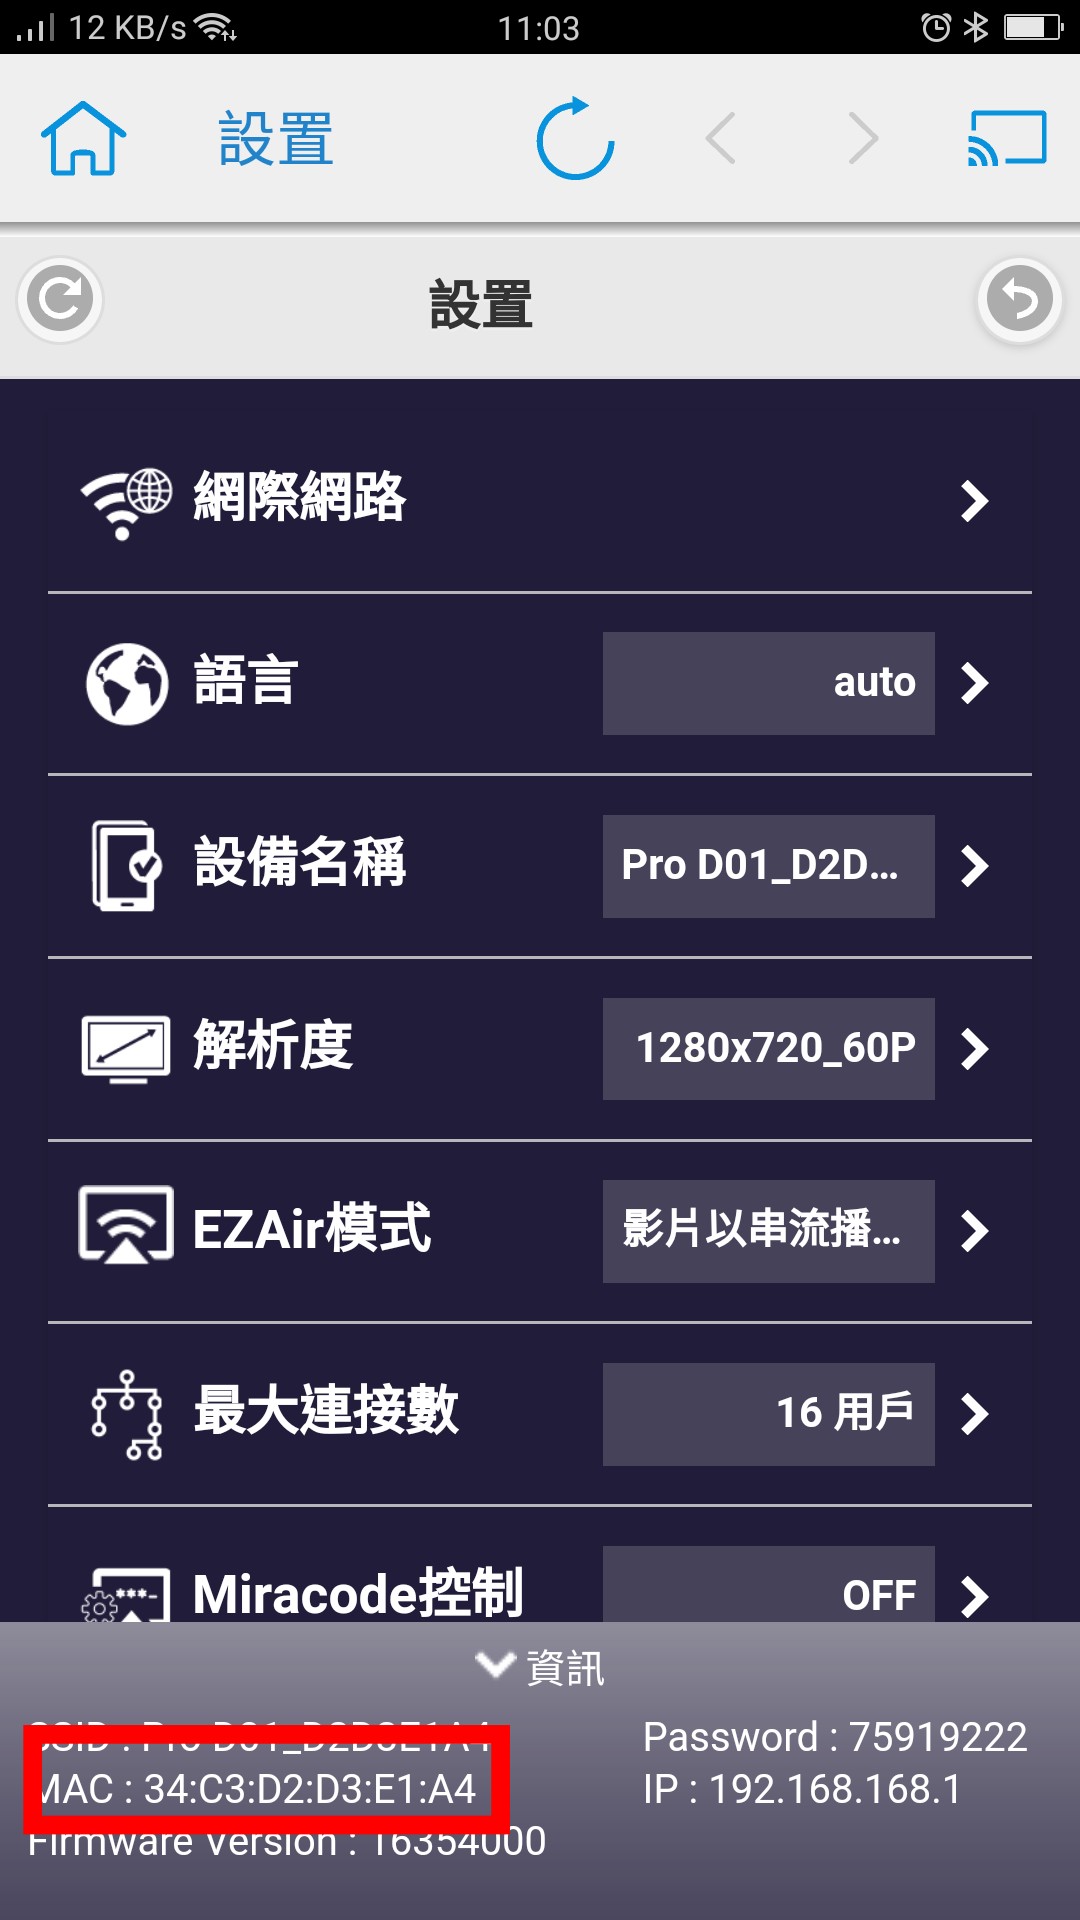 12 KB/s
11:03
設置
設置
網際網路
語言
auto
設備名稱
Pro D01_D2D...
解析度
1280x720_60P
EZAir模式
影片以串流播...
最大連接數
16 用戶
Miracode控制
OFF
資訊
SSID : Pro D01_D2D3E1A4
Password : 75919222
MAC : 34:C3:D2:D3:E1:A4
IP : 192.168.168.1
Firmware Version : 16354000